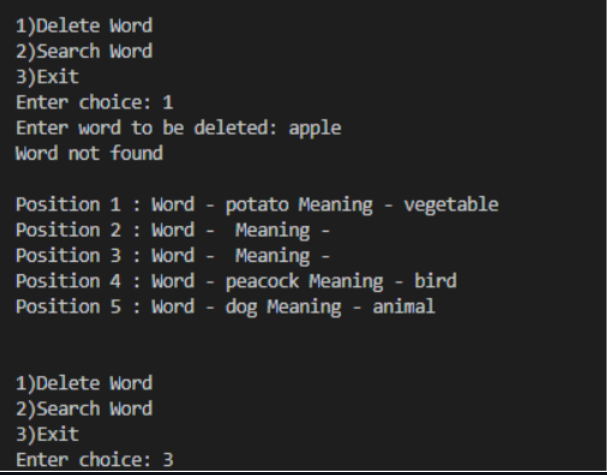 1)Delete Word
2)Search Word
3)Exit
Enter choice: 1
Enter word to be deleted: apple
Word not found
Position 1 : Word - potato Meaning - vegetable
Position 2 : Word -  Meaning -
Position 3 : Word -  Meaning -
Position 4 : Word - peacock Meaning - bird
Position 5 : Word - dog Meaning - animal
1)Delete Word
2)Search Word
3)Exit
Enter choice: 3